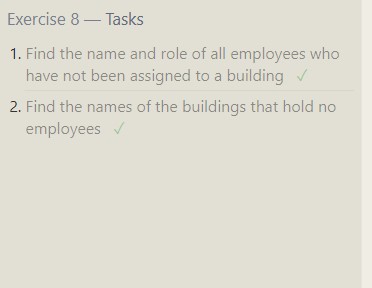 Exercise 8 — Tasks
1. Find the name and role of all employees who
have not been assigned to a building ✓
2. Find the names of the buildings that hold no
employees ✓